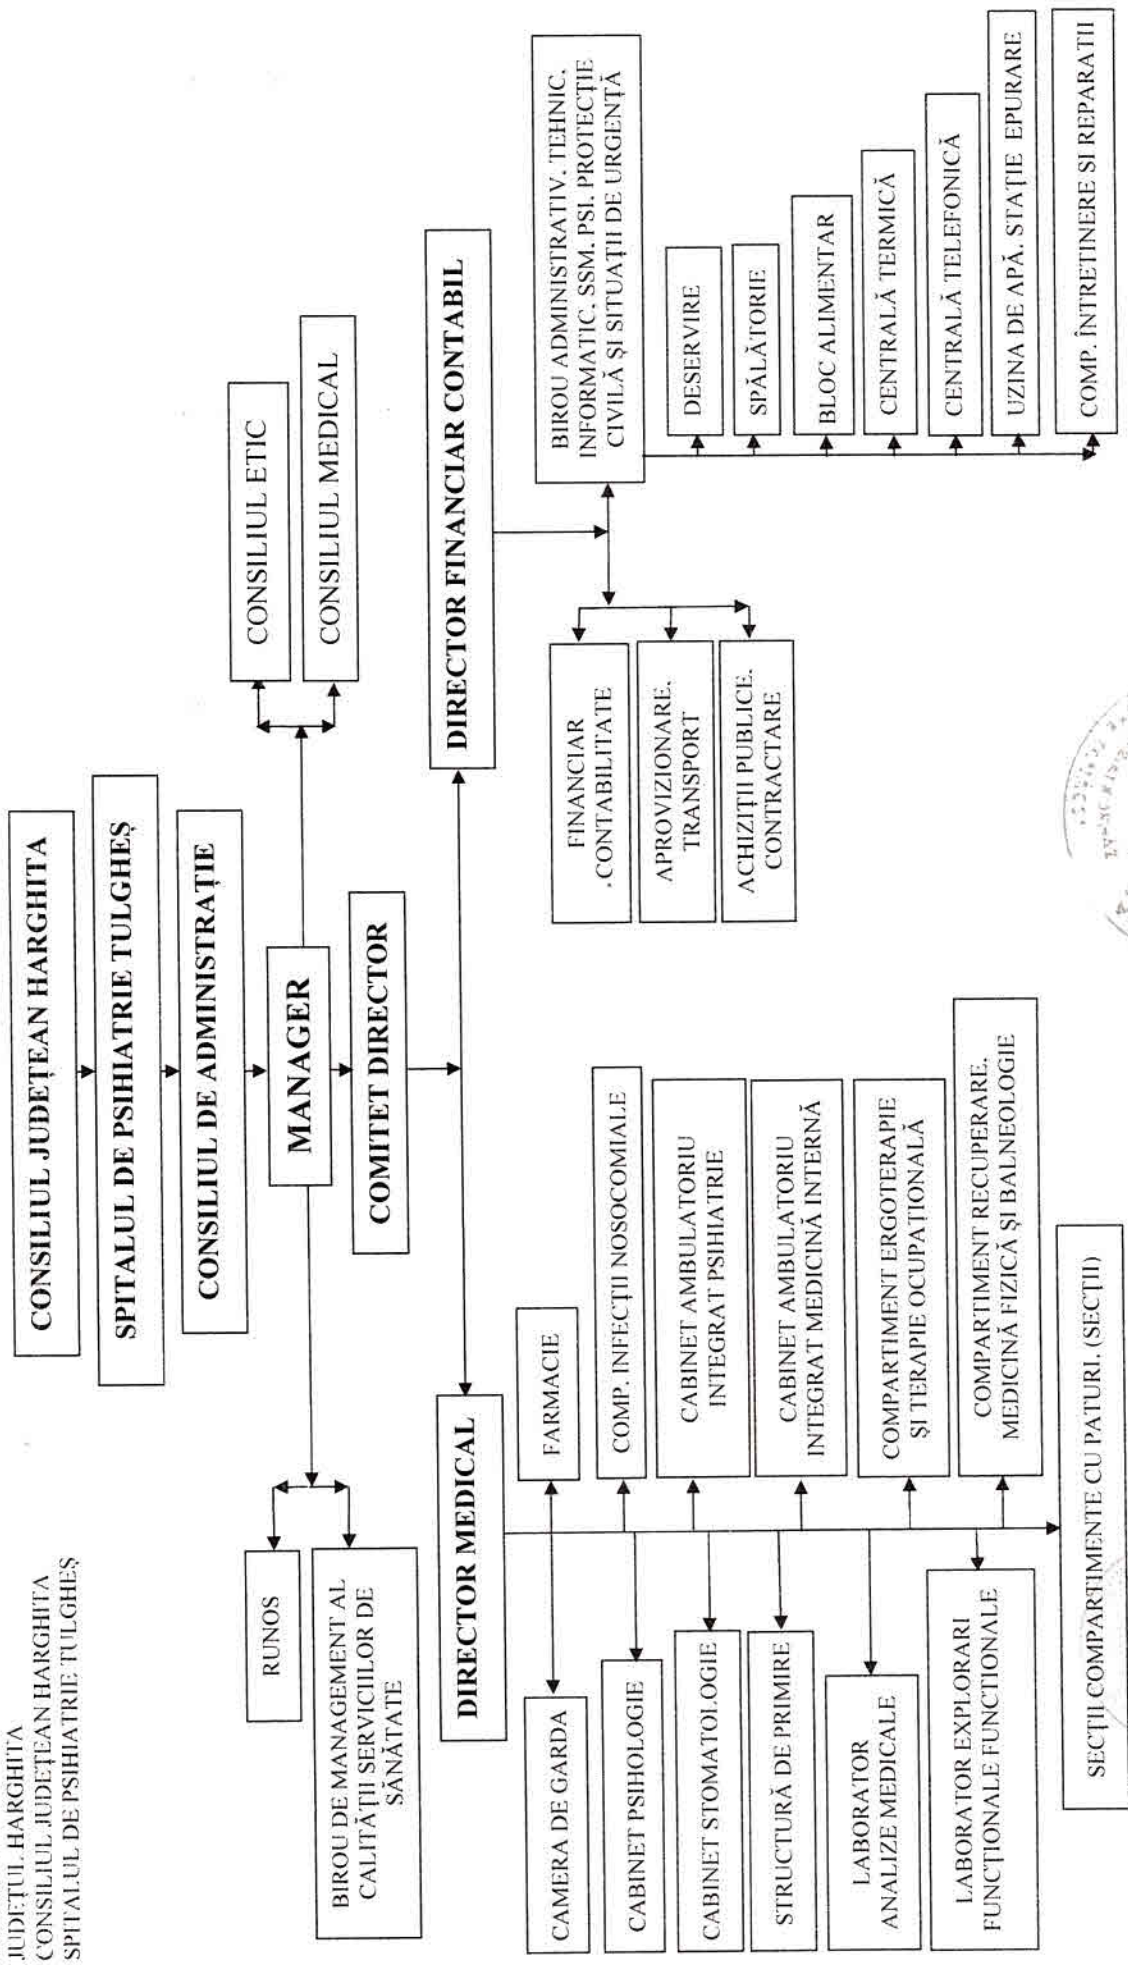 JUDEȚUL HARGHITA
CONSILIUL JUDEȚEAN HARGHITA
SPITALUL DE PSIHIATRIE TULGHEȘ
CONSILIUL JUDEȚEAN HARGHITA
SPITALUL DE PSIHIATRIE TULGHEȘ
CONSILIUL DE ADMINISTRAȚIE
MANAGER
COMITET DIRECTOR
RUNOS
BIROU DE MANAGEMENT AL
CALITĂȚII SERVICIILOR DE
SĂNĂTATE
CONSILIUL ETIC
CONSILIUL MEDICAL
DIRECTOR MEDICAL
DIRECTOR FINANCIAR CONTABIL
CAMERA DE GARDA
CABINET PSIHOLOGIE
CABINET STOMATOLOGIE
STRUCTURĂ DE PRIMIRE
LABORATOR
ANALIZE MEDICALE
LABORATOR EXPLORARI
FUNCȚIONALE FUNCTIONALE
FARMACIE
COMP. INFECȚII NOSOCOMIALE
CABINET AMBULATORIU
INTEGRAT PSIHIATRIE
CABINET AMBULATORIU
INTEGRAT MEDICINĂ INTERNĂ
COMPARTIMENT ERGOTERAPIE
ȘI TERAPIE OCUPAȚIONALĂ
COMPARTIMENT RECUPERARE.
MEDICINĂ FIZICĂ ȘI BALNEOLOGIE
SECȚII.COMPARTIMENTE CU PATURI. (SECȚII)
FINANCIAR
.CONTABILITATE
APROVIZIONARE.
TRANSPORT
ACHIZIȚII PUBLICE.
CONTRACTARE
BIROU ADMINISTRATIV. TEHNIC.
INFORMATIC. SSM. PSI. PROTECȚIE
CIVILĂ ȘI SITUAȚII DE URGENȚĂ
DESERVIRE
SPĂLĂTORIE
BLOC ALIMENTAR
CENTRALĂ TERMICĂ
CENTRALĂ TELEFONICĂ
UZINA DE APĂ. STAȚIE EPURARE
COMP. ÎNTREȚINERE SI REPARATII